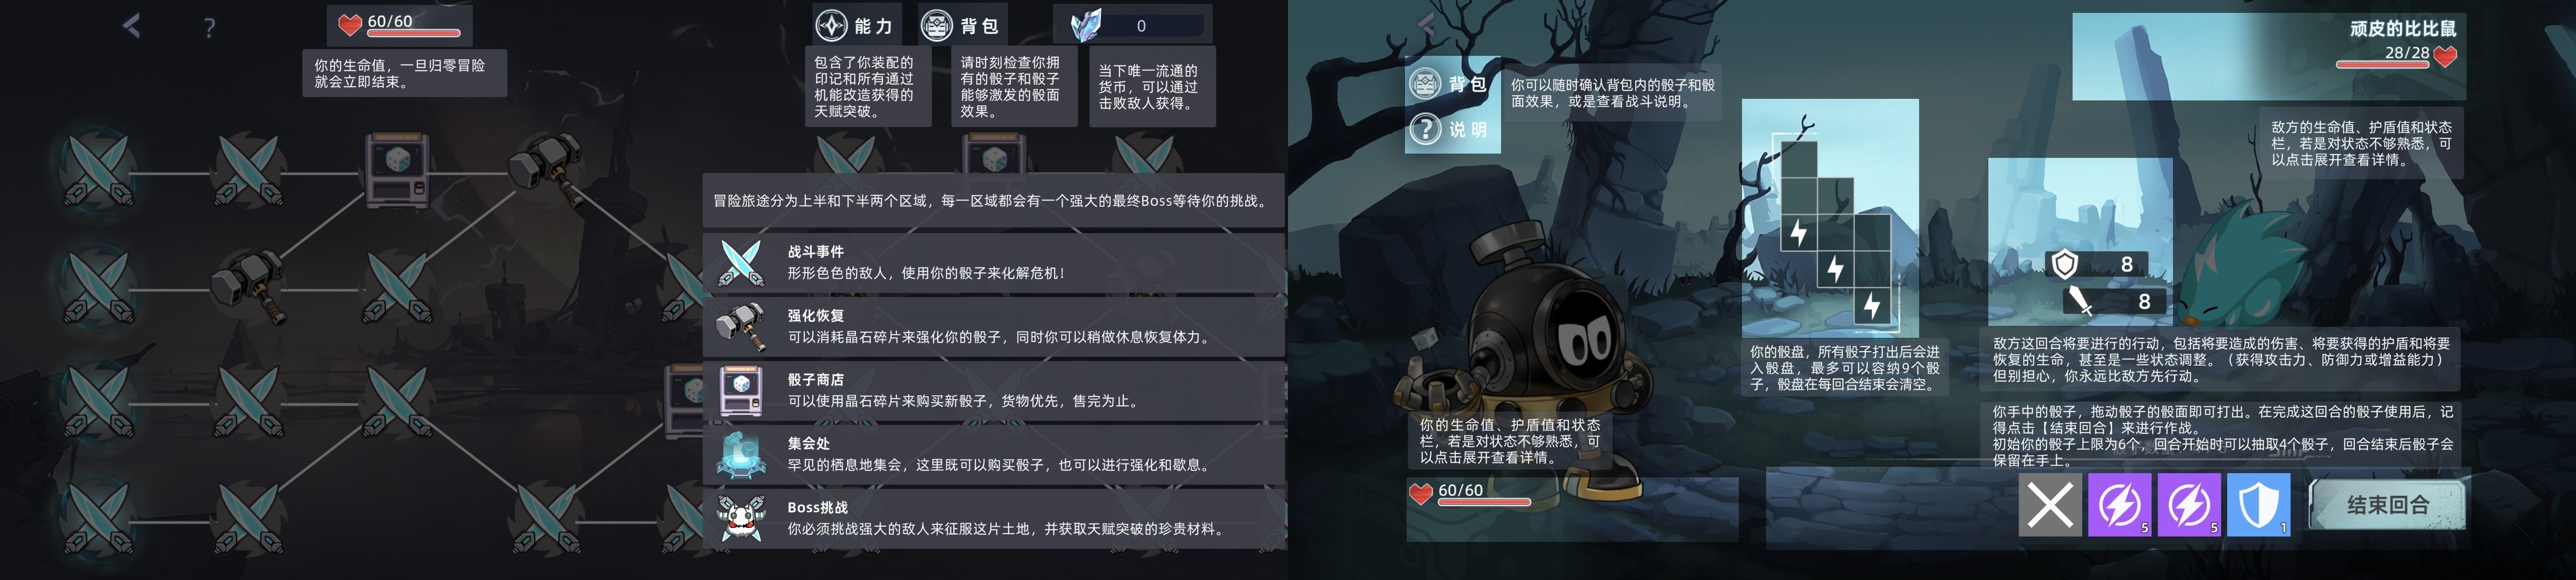 ?
60/60
能力
背包
0
你的生命值，一旦归零冒险
就会立即结束。
包含了你装配的
印记和所有通过
机能改造获得的
天赋突破。
请时刻检查你拥
有的骰子和骰子
能够激发的骰面
效果。
当下唯一流通的
货币，可以通过
击败敌人获得。
冒险旅途分为上半和下半两个区域，每一区域都会有一个强大的最终Boss等待你的挑战。
战斗事件
形形色色的敌人，使用你的骰子来化解危机！
强化恢复
可以消耗晶石碎片来强化你的骰子，同时你可以稍做休息恢复体力。
骰子商店
可以使用晶石碎片来购买新骰子，货物优先，售完为止。
集会处
罕见的栖息地集会，这里既可以购买骰子，也可以进行强化和歇息。
Boss挑战
你必须挑战强大的敌人来征服这片土地，并获取天赋突破的珍贵材料。
背包
? 说明
你可以随时确认背包内的骰子和骰
面效果，或是查看战斗说明。
顽皮的比比鼠
28/28
敌方的生命值、护盾值和状态
栏，若是对状态不够熟悉，可
以点击展开查看详情。
8
8
你的骰盘，所有骰子打出后会进
入骰盘，最多可以容纳9个骰
子，骰盘在每回合结束会清空。
敌方这回合将要进行的行动，包括将要造成的伤害、将要获得的护盾和将要
恢复的生命，甚至是一些状态调整。（获得攻击力、防御力或增益能力）
但别担心，你永远比敌方先行动。
你的生命值、护盾值和状态
栏，若是对状态不够熟悉，可
以点击展开查看详情。
60/60
你手中的骰子，拖动骰子的骰面即可打出。在完成这回合的骰子使用后，记
得点击【结束回合】来进行作战。
初始你的骰子上限为6个，回合开始时可以抽取4个骰子，回合结束后骰子会
保留在手上。
5
5
1
结束回合